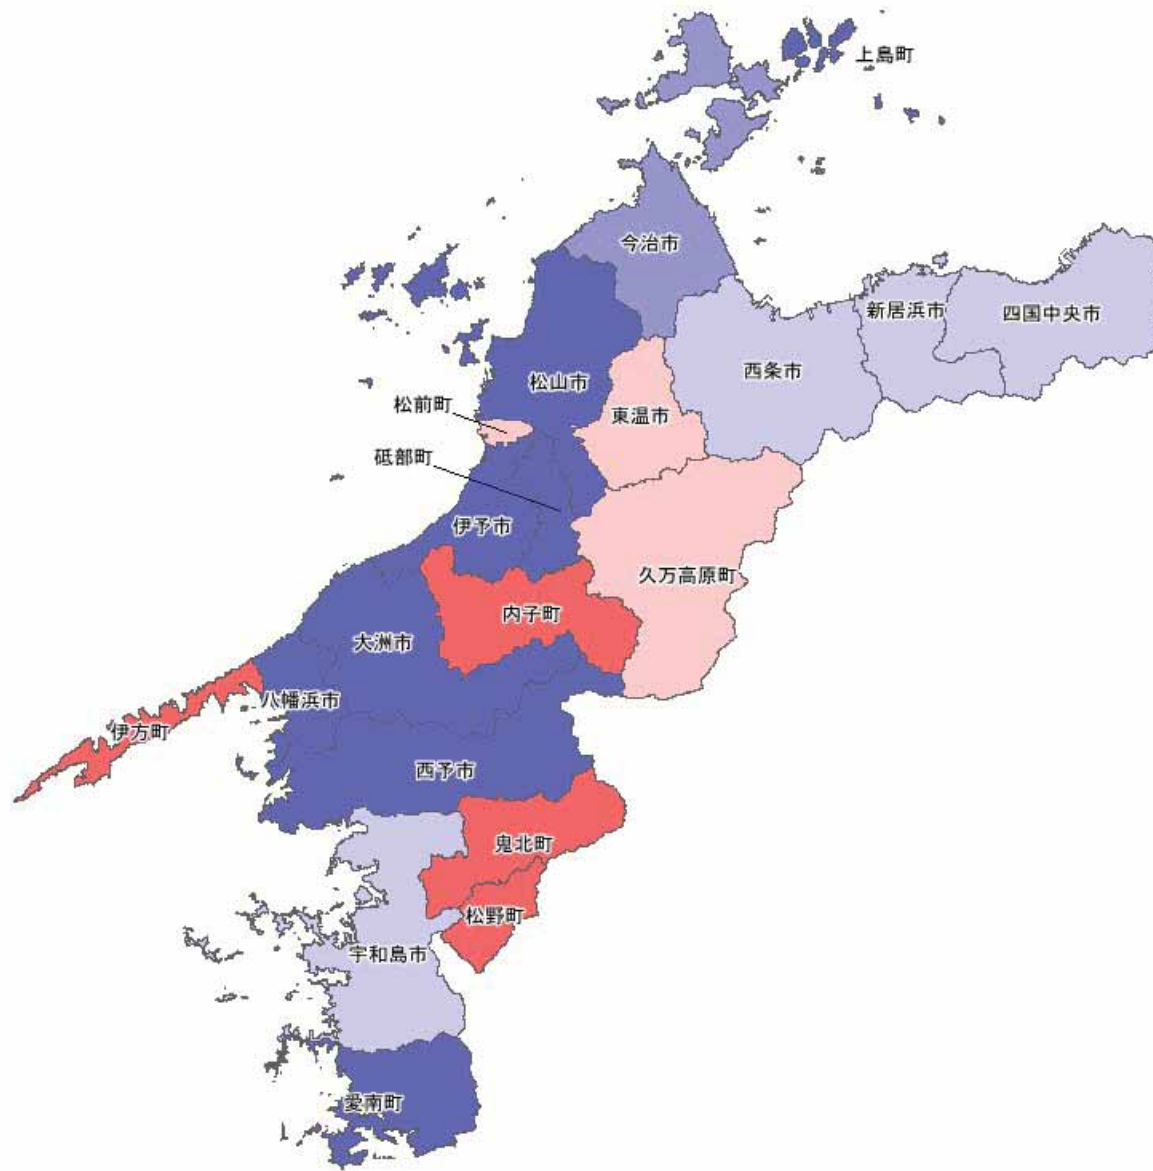 上島町
今治市
新居浜市
四国中央市
西条市
松山市
松前町
東温市
砥部町
伊予市
久万高原町
内子町
大洲市
八幡浜市
伊方町
西予市
鬼北町
松野町
宇和島市
愛南町